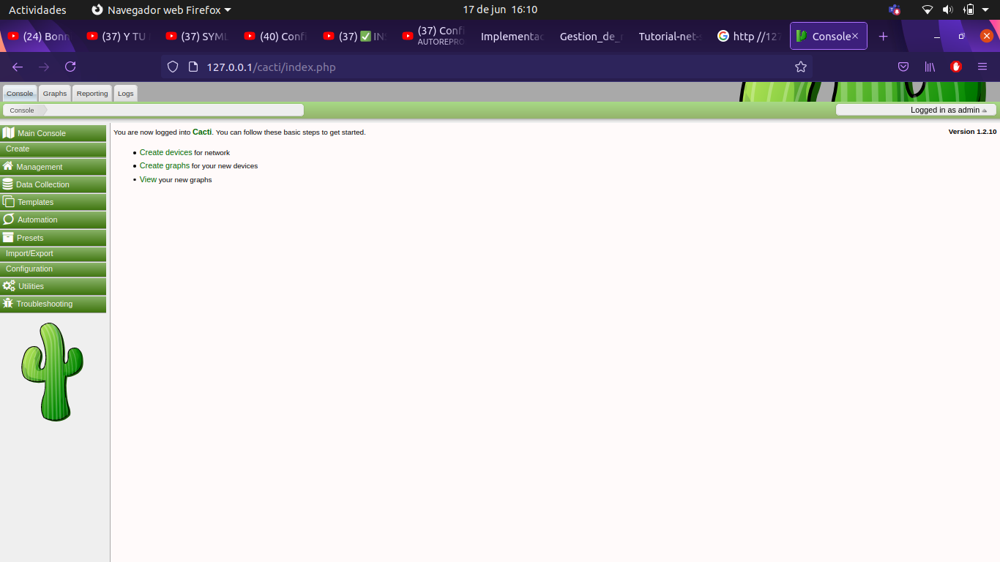 Actividades Navegador web Firefox 17 de jun 16:10
(24) Bonn (37) Y TU (37) SYML (40) Confi (37) ✅ IN (37) Confi Implementac Gestion_de_ Tutorial-net- http //127 Console
AUTOREPRO
127.0.0.1/cacti/index.php
Console Graphs Reporting Logs
Console Logged in as admin
Main Console
You are now logged into Cacti. You can follow these basic steps to get started. Version 1.2.10
Create
Create devices for network
Management
Create graphs for your new devices
Data Collection
View your new graphs
Templates
Automation
Presets
Import/Export
Configuration
Utilities
Troubleshooting